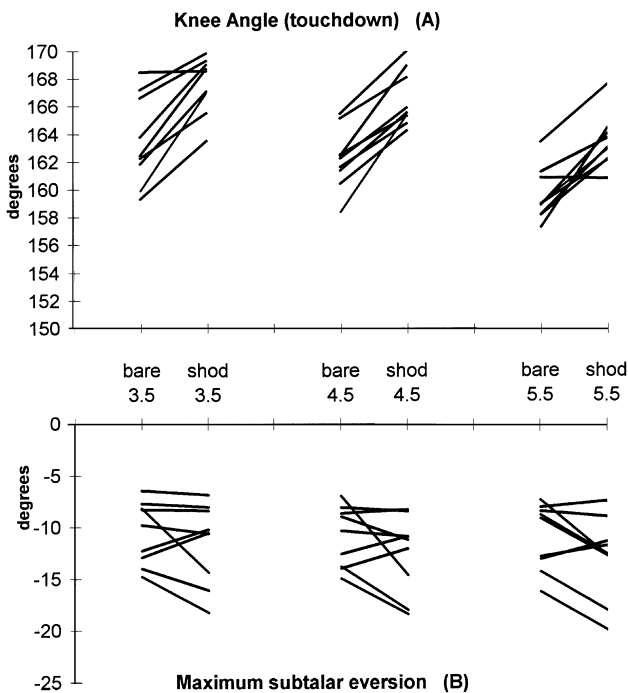 Knee Angle (touchdown) (A)
degrees
170
168
166
164
162
160
158
156
154
152
150
bare shod bare shod bare shod
3.5 3.5 4.5 4.5 5.5 5.5
degrees
0
-5
-10
-15
-20
-25
Maximum subtalar eversion (B)